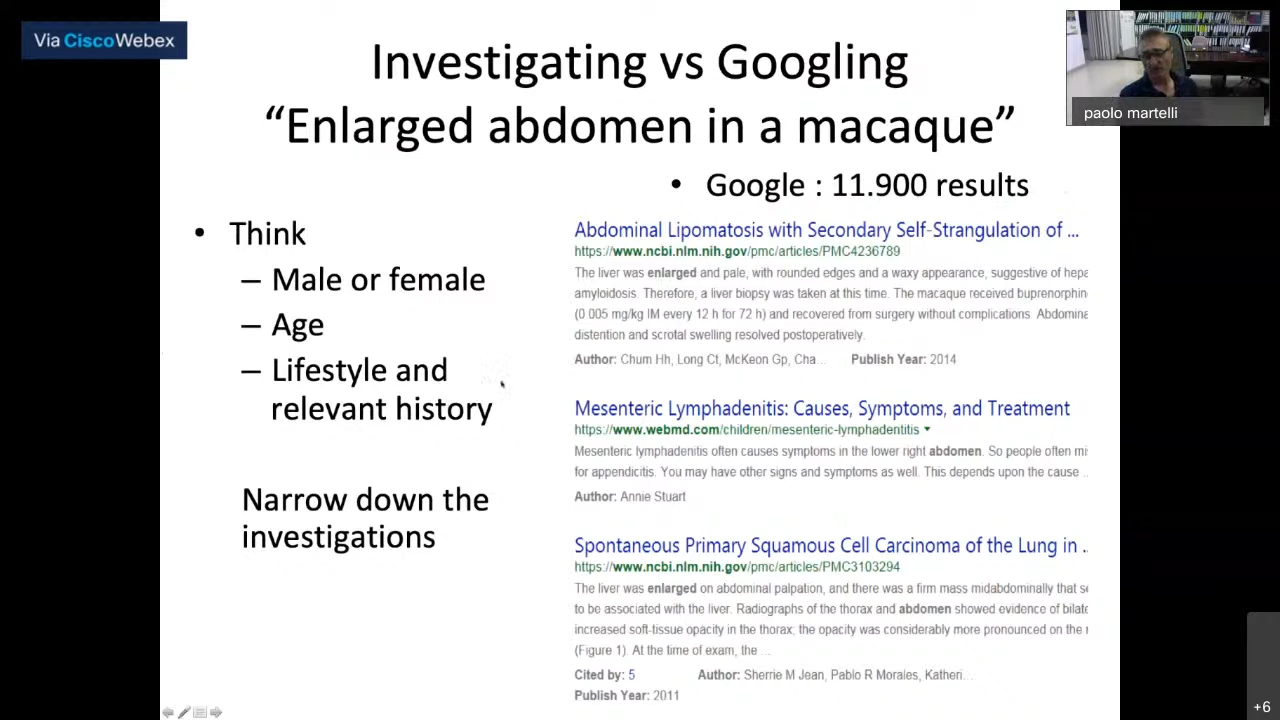 Via CiscoWebex
Investigating vs Googling
“Enlarged abdomen in a macaque”
paolo martelli
• Google : 11.900 results
• Think
– Male or female
– Age
– Lifestyle and
relevant history
Narrow down the
investigations
Abdominal Lipomatosis with Secondary Self-Strangulation of ...
https://www.ncbi.nlm.nih.gov/pmc/articles/PMC4236789
The liver was enlarged and pale, with rounded edges and a waxy appearance, suggestive of hepa
amyloidosis. Therefore, a liver biopsy was taken at this time. The macaque received buprenorphin
(0 005 mg/kg IM every 12 h for 72 h) and recovered from surgery without complications. Abdomina
distention and scrotal swelling resolved postoperatively.
Author: Chum Hh, Long Ct, McKeon Gp, Cha... Publish Year: 2014
Mesenteric Lymphadenitis: Causes, Symptoms, and Treatment
https://www.webmd.com/children/mesenteric-lymphadentitis
Mesenteric lymphadenitis often causes symptoms in the lower right abdomen. So people often mi
for appendicitis. You may have other signs and symptoms as well. This depends upon the cause ...
Author: Annie Stuart
Spontaneous Primary Squamous Cell Carcinoma of the Lung in ..
https://www.ncbi.nlm.nih.gov/pmc/articles/PMC3103294
The liver was enlarged on abdominal palpation, and there was a firm mass midabdominally that se
to be associated with the liver. Radiographs of the thorax and abdomen showed evidence of bilate
increased soft-tissue opacity in the thorax; the opacity was considerably more pronounced on the r
(Figure 1). At the time of exam, the ...
Cited by: 5 Author: Sherrie M Jean, Pablo R Morales, Katheri...
Publish Year: 2011
+6